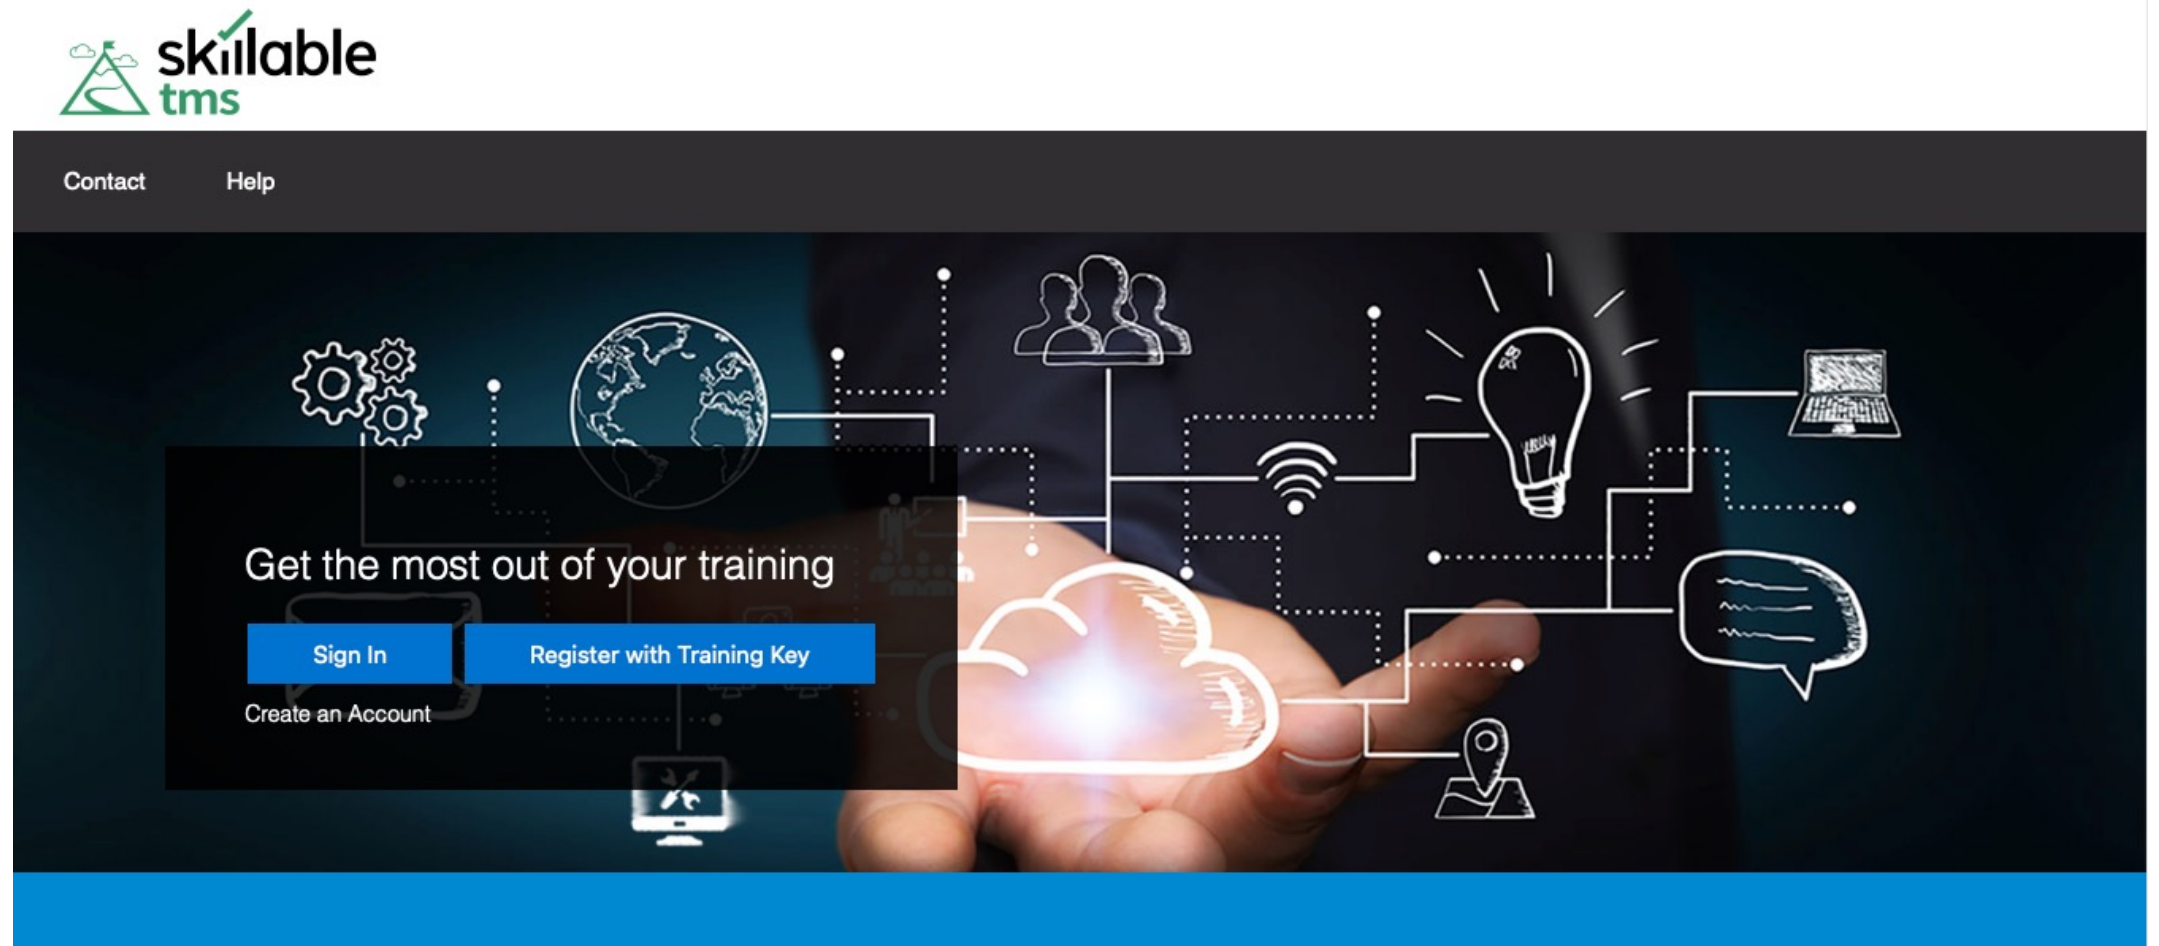 skillable
tms
Contact
Help
Get the most out of your training
Sign In
Register with Training Key
Create an Account